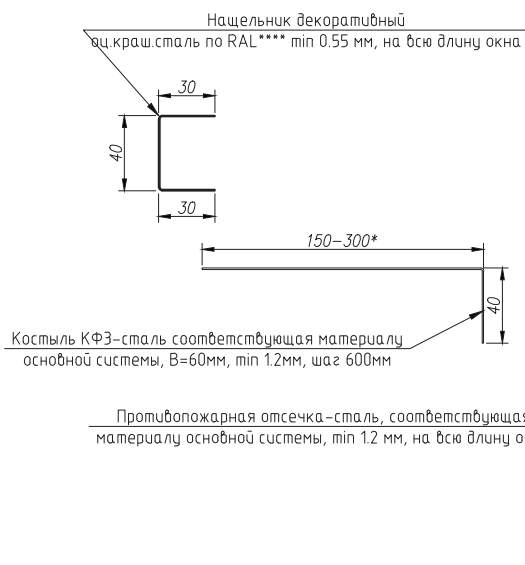 Нащельник декоративный
оц.краш.сталь по RAL**** min 0.55 мм, на всю длину окна
30
40
30
150-300*
40
Костыль КФЗ-сталь соответствующая материалу
основной системы, B=60мм, min 1.2мм, шаг 600мм
Противопожарная отсечка-сталь, соответствующая
материалу основной системы, min 1.2 мм, на всю длину о